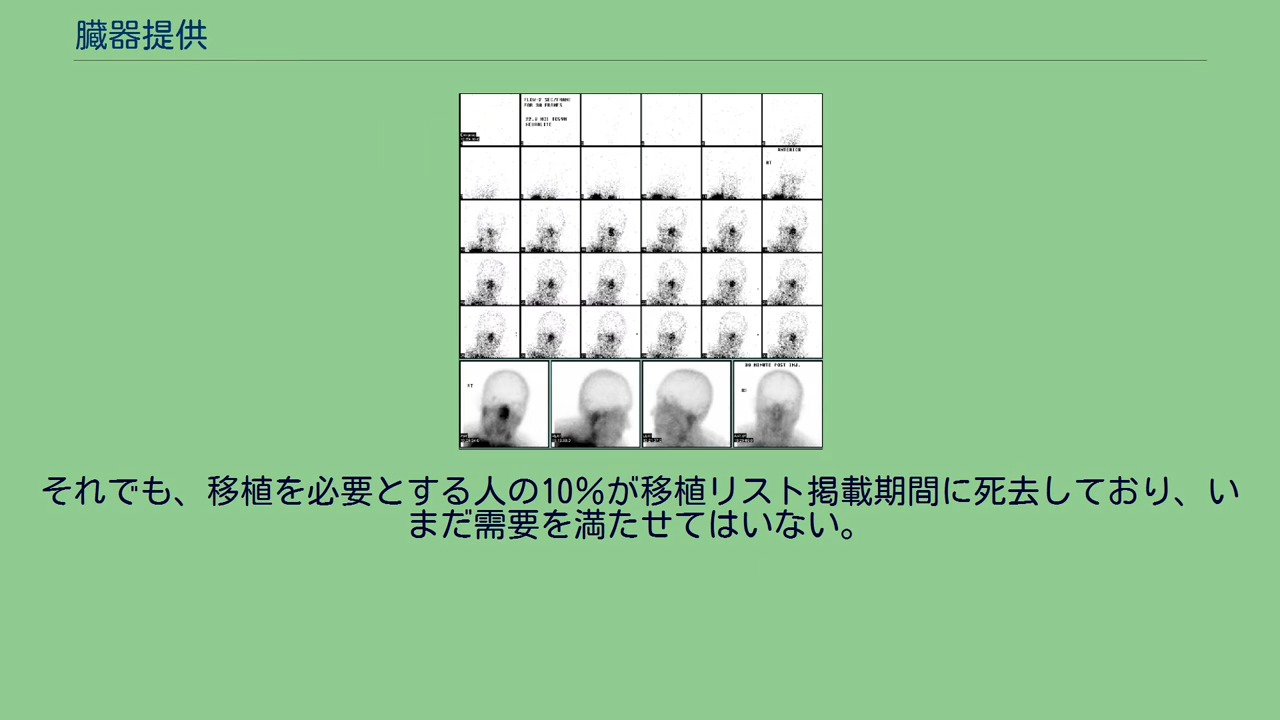 臓器提供
ANTERIOR
RT
それでも、移植を必要とする人の10%が移植リスト掲載期間に死去しており、い
まだ需要を満たせてはいない。